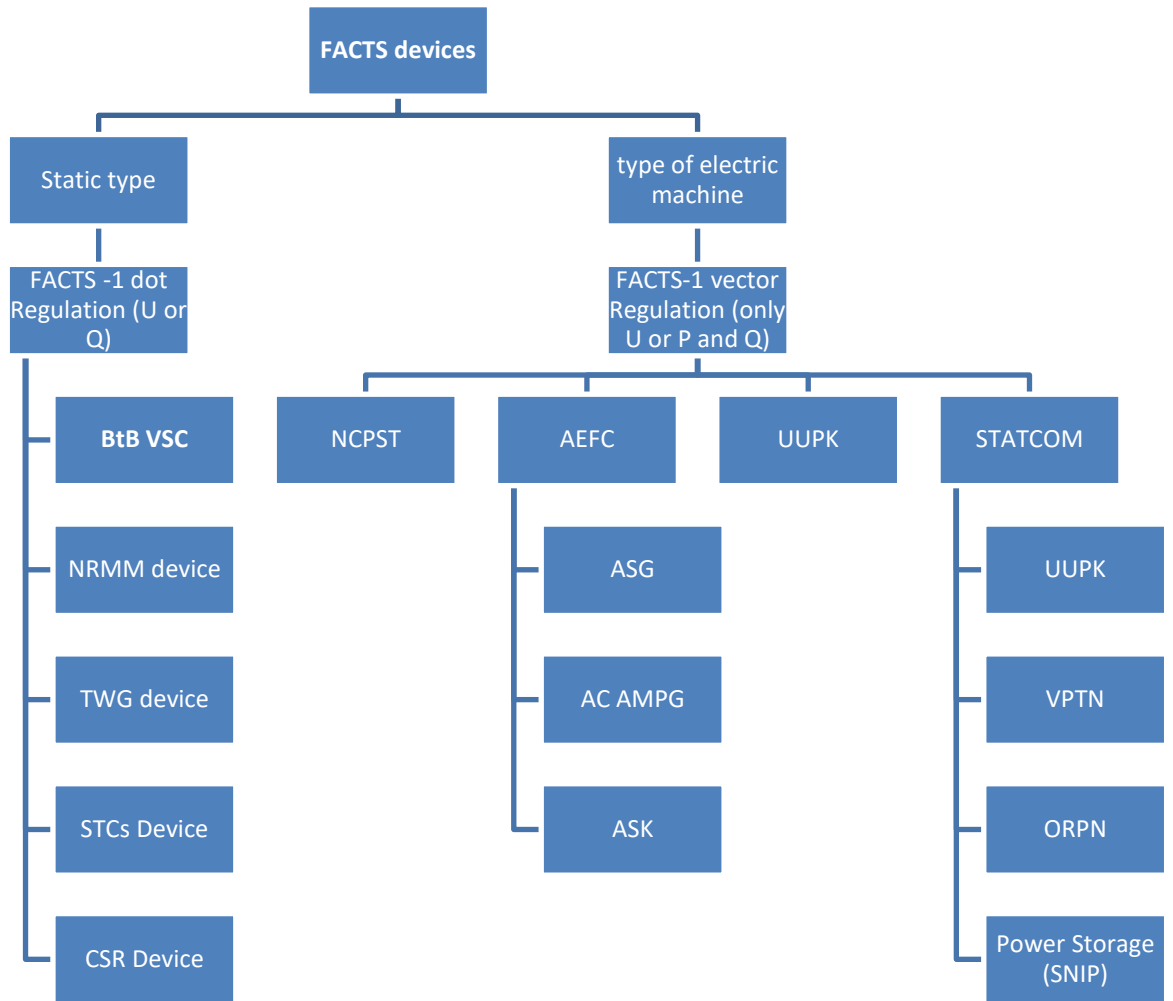 FACTS devices
Static type
type of electric
machine
FACTS -1 dot
Regulation (U or
Q)
FACTS-1 vector
Regulation (only
U or P and Q)
BtB VSC
NCPST
AEFC
UUPK
STATCOM
NRMM device
ASG
UUPK
TWG device
AC AMPG
VPTN
STCs Device
ASK
ORPN
CSR Device
Power Storage
(SNIP)